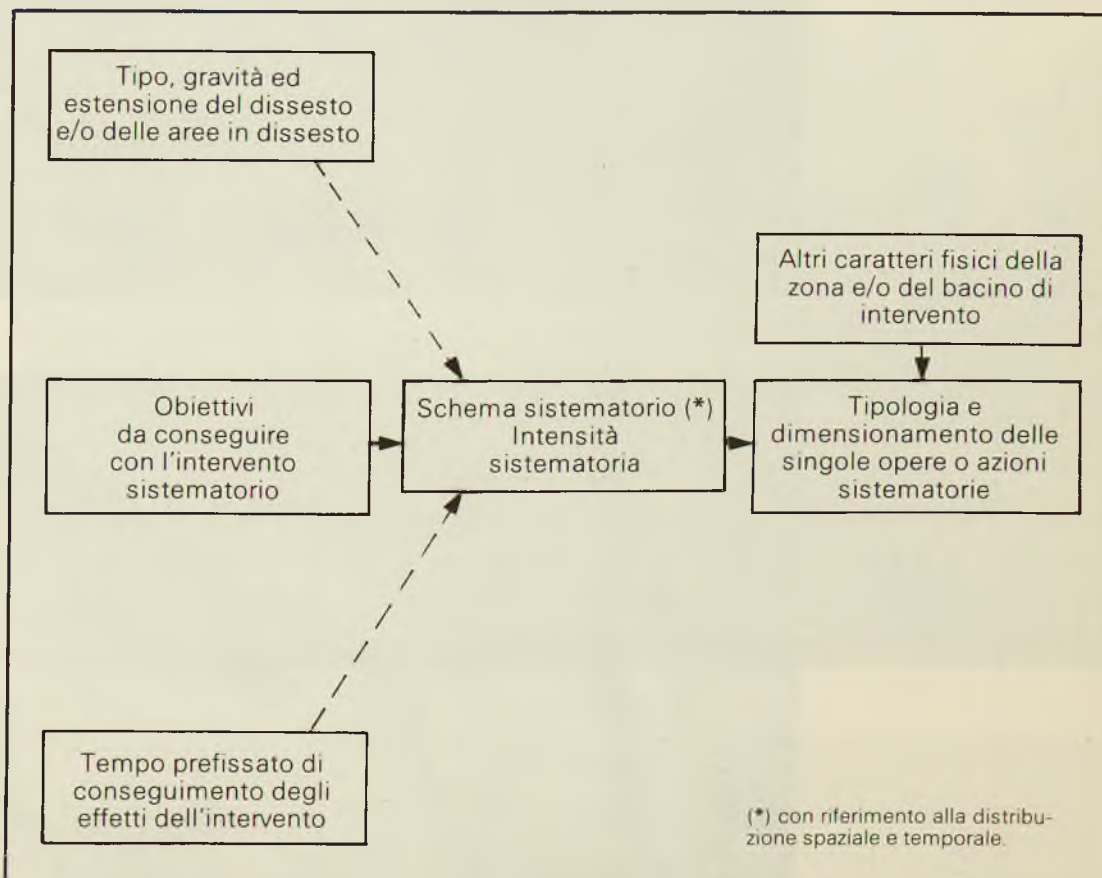 Tipo, gravità ed
estensione del dissesto
e/o delle aree in dissesto
Altri caratteri fisici della
zona e/o del bacino di
intervento
Obiettivi
da conseguire
con l'intervento
sistematorio
Schema sistematorio (*)
Intensità
sistematoria
Tipologia e
dimensionamento delle
singole opere o azioni
sistematorie
Tempo prefissato di
conseguimento degli
effetti dell'intervento
(*) con riferimento alla distribu-
zione spaziale e temporale.